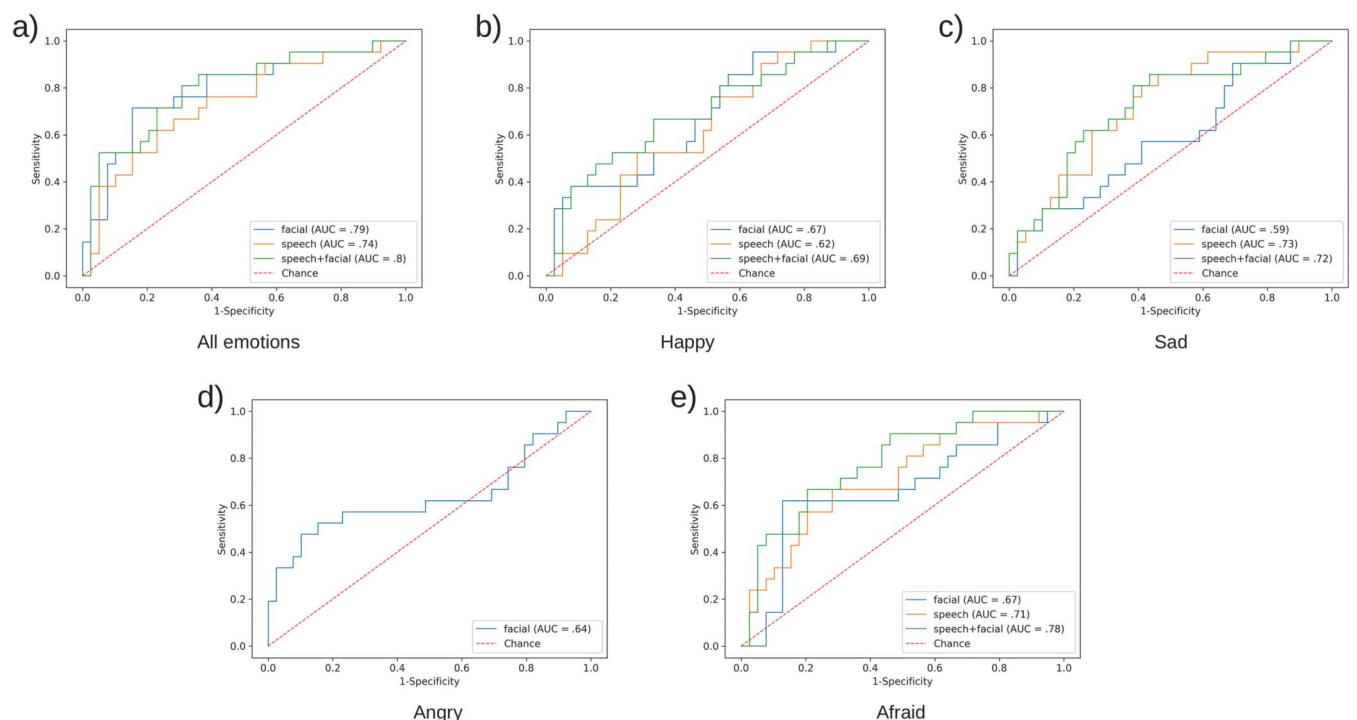 a)
1.0
0.8
0.6
0.4
0.2
0.0
Sensitivity
facial (AUC = .79)
speech (AUC = .74)
speech+facial (AUC = .8)
Chance
0.0 0.2 0.4 0.6 0.8 1.0
1-Specificity
All emotions
b)
1.0
0.8
0.6
0.4
0.2
0.0
Sensitivity
facial (AUC = .67)
speech (AUC = .62)
speech+facial (AUC = .69)
Chance
0.0 0.2 0.4 0.6 0.8 1.0
1-Specificity
Happy
c)
1.0
0.8
0.6
0.4
0.2
0.0
Sensitivity
facial (AUC = .59)
speech (AUC = .73)
speech+facial (AUC = .72)
Chance
0.0 0.2 0.4 0.6 0.8 1.0
1-Specificity
Sad
d)
1.0
0.8
0.6
0.4
0.2
0.0
Sensitivity
facial (AUC = .64)
Chance
0.0 0.2 0.4 0.6 0.8 1.0
1-Specificity
Angry
e)
1.0
0.8
0.6
0.4
0.2
0.0
Sensitivity
facial (AUC = .67)
speech (AUC = .71)
speech+facial (AUC = .78)
Chance
0.0 0.2 0.4 0.6 0.8 1.0
1-Specificity
Afraid